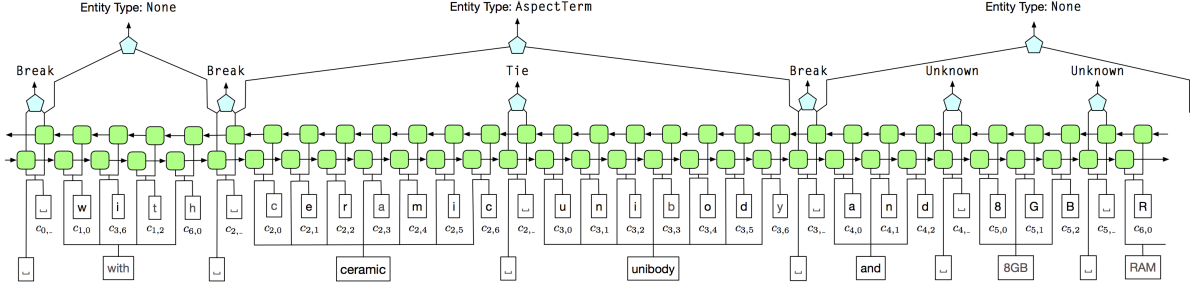 Entity Type: None Entity Type: AspectTerm Entity Type: None
Break Break Tie Break Unknown Unknown
␣ w i t h ␣ c e r a m i c ␣ u n i b o d y ␣ a n d ␣ 8 G B ␣ R
c0,_ c1,0 c3,6 c1,2 c6,0 c2,_ c2,0 c2,1 c2,2 c2,3 c2,4 c2,5 c2,6 c2,_ c3,0 c3,1 c3,2 c3,3 c3,4 c3,5 c3,6 c3,_ c4,0 c4,1 c4,2 c4,_ c5,0 c5,1 c5,2 c5,_ c6,0
␣ with ␣ ceramic ␣ unibody ␣ and ␣ 8GB ␣ RAM